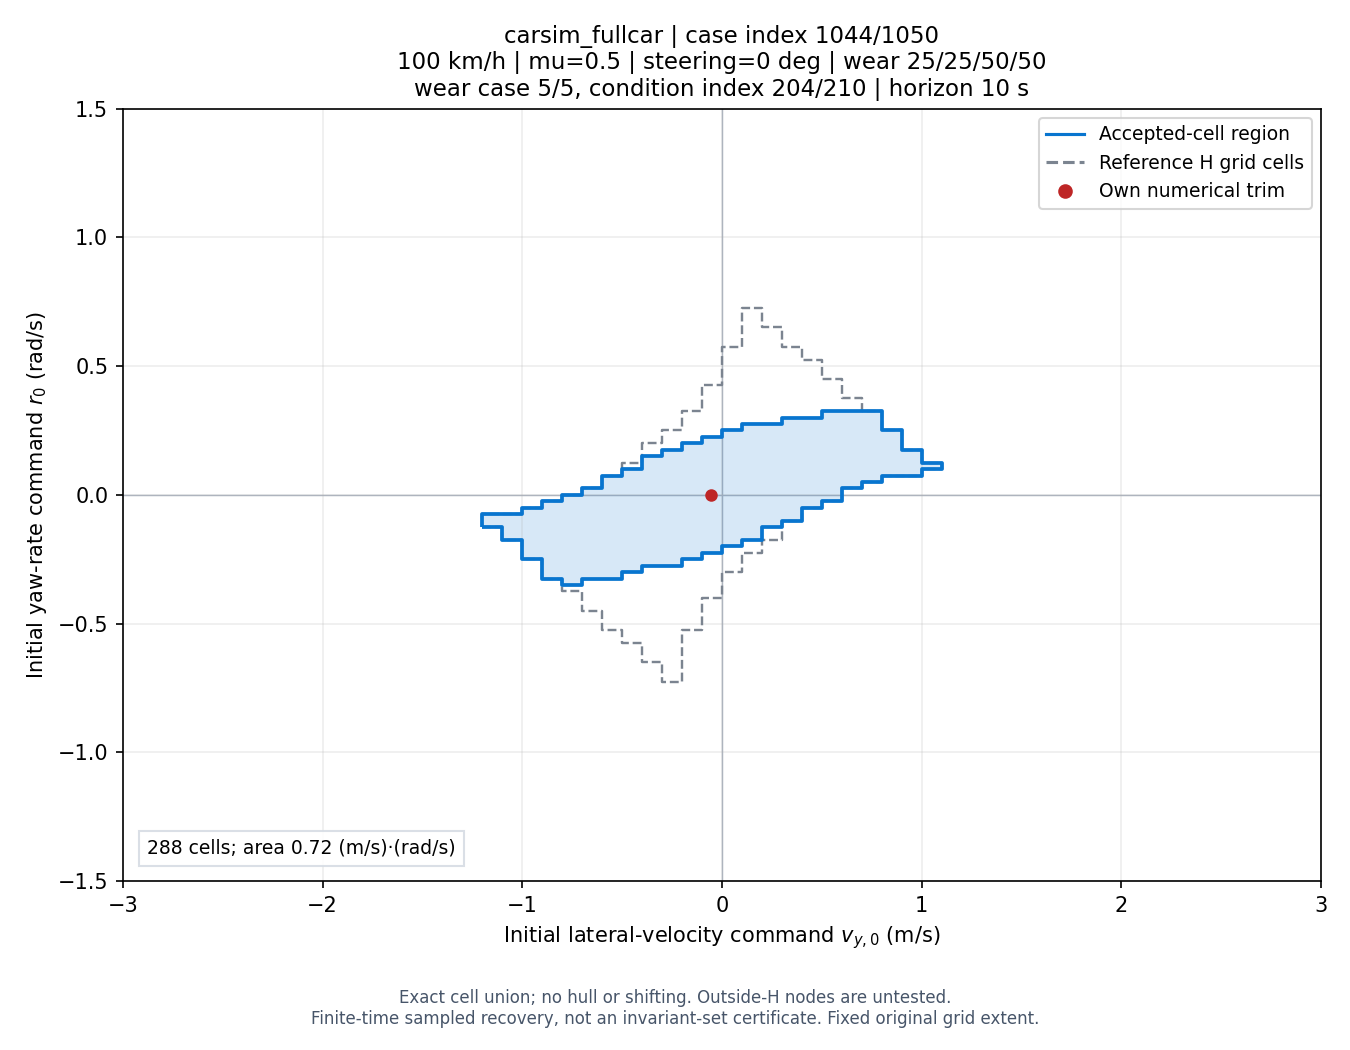 carsim_fullcar | case index 1044/1050
100 km/h | mu=0.5 | steering=0 deg | wear 25/25/50/50
wear case 5/5, condition index 204/210 | horizon 10 s
Accepted-cell region
Reference H grid cells
Own numerical trim
1.5
1.0
0.5
0.0
−0.5
−1.0
−1.5
Initial yaw-rate command r₀ (rad/s)
288 cells; area 0.72 (m/s)·(rad/s)
−3 −2 −1 0 1 2 3
Initial lateral-velocity command v_{y,0} (m/s)
Exact cell union; no hull or shifting. Outside-H nodes are untested.
Finite-time sampled recovery, not an invariant-set certificate. Fixed original grid extent.